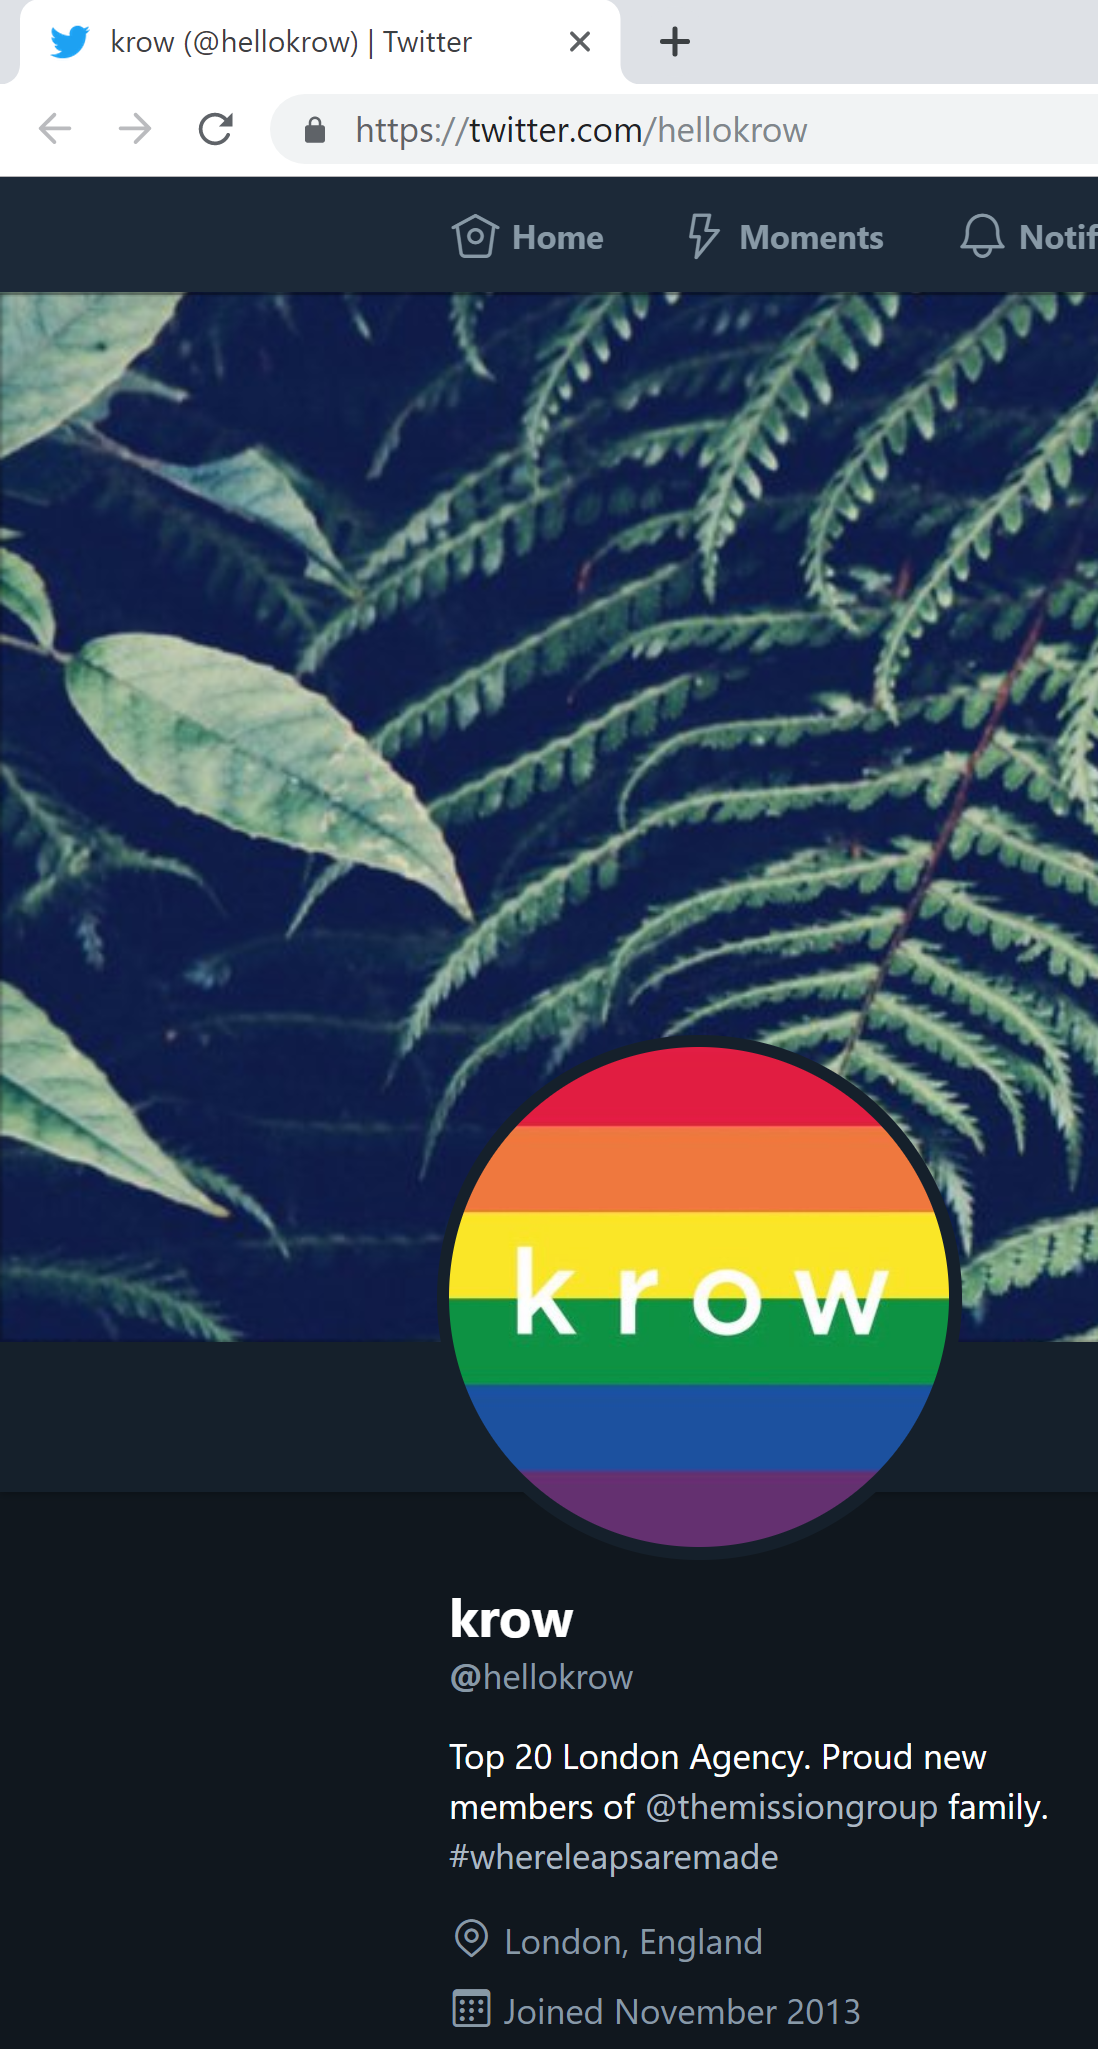 krow (@hellokrow) | Twitter
https://twitter.com/hellokrow
Home Moments Notif
krow
krow
@hellokrow
Top 20 London Agency. Proud new
members of @themissiongroup family.
#whereleapsaremade
London, England
Joined November 2013